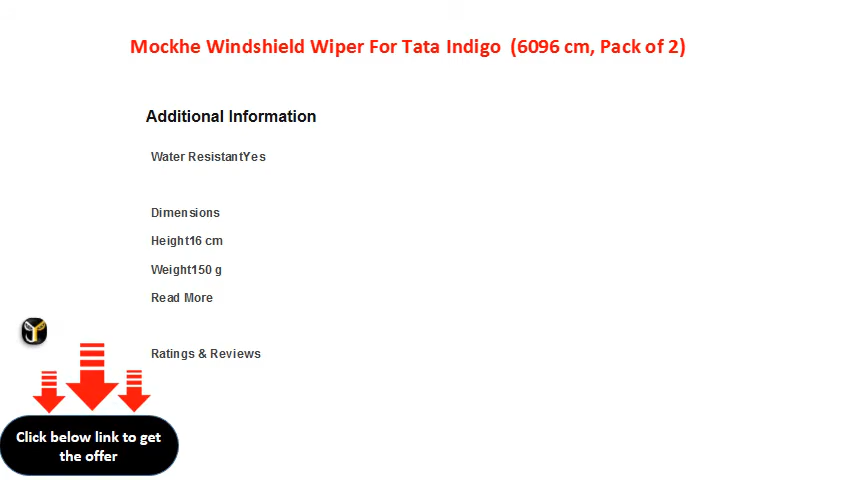 Mockhe Windshield Wiper For Tata Indigo  (6096 cm, Pack of 2)
Additional Information
Water ResistantYes
Dimensions
Height16 cm
Weight150 g
Read More
Ratings & Reviews
Click below link to get
the offer